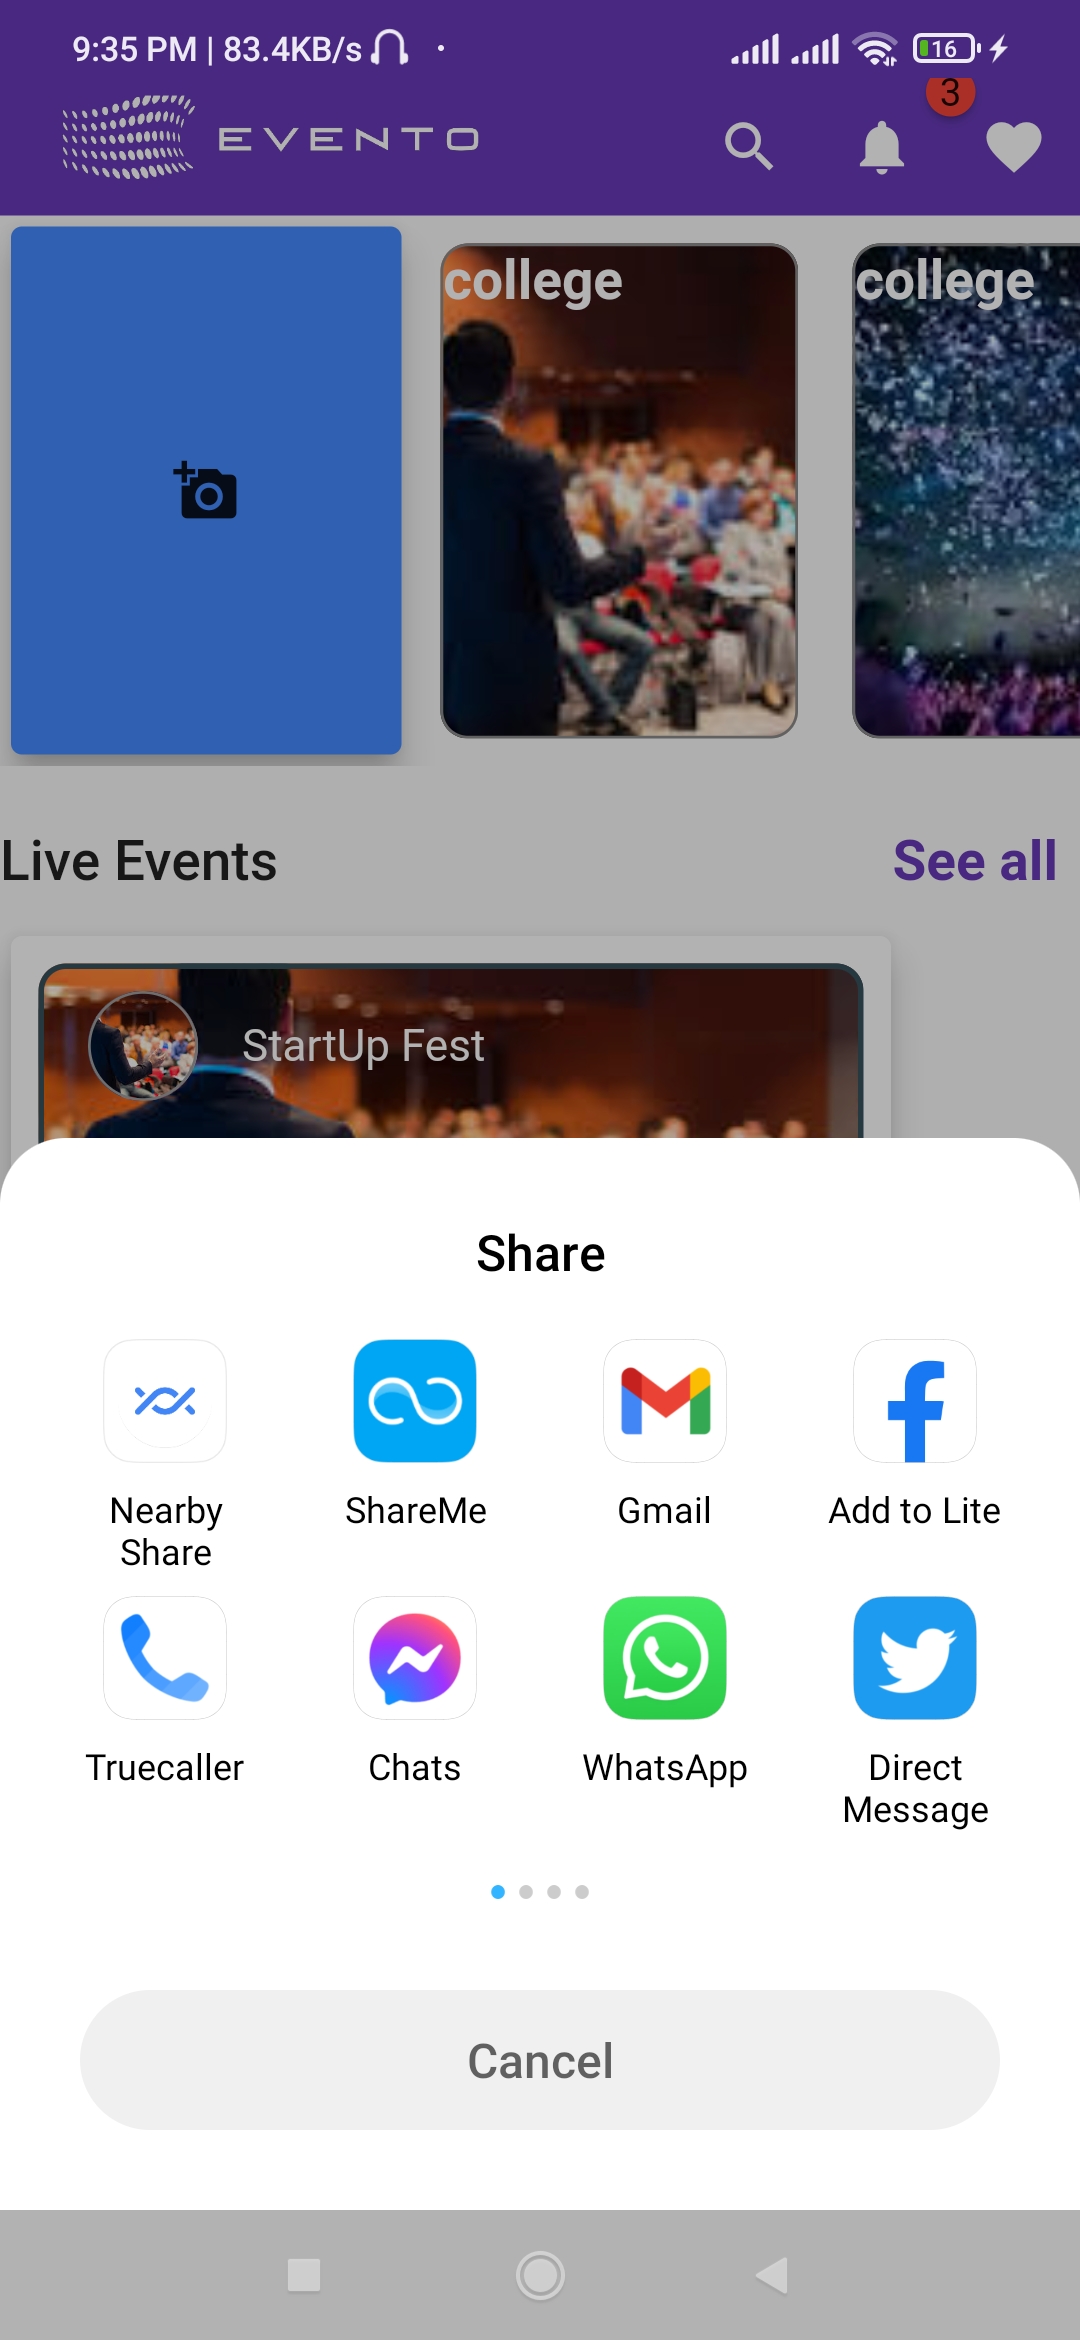 9:35 PM | 83.4KB/s
16
3
EVENTO
college
college
Live Events
See all
StartUp Fest
Share
Nearby
Share
ShareMe
Gmail
Add to Lite
Truecaller
Chats
WhatsApp
Direct
Message
Cancel